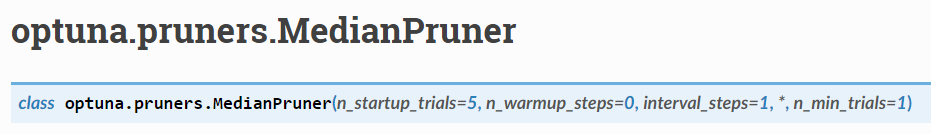 optuna.pruners.MedianPruner
class optuna.pruners.MedianPruner(n_startup_trials=5, n_warmup_steps=0, interval_steps=1, *, n_min_trials=1)